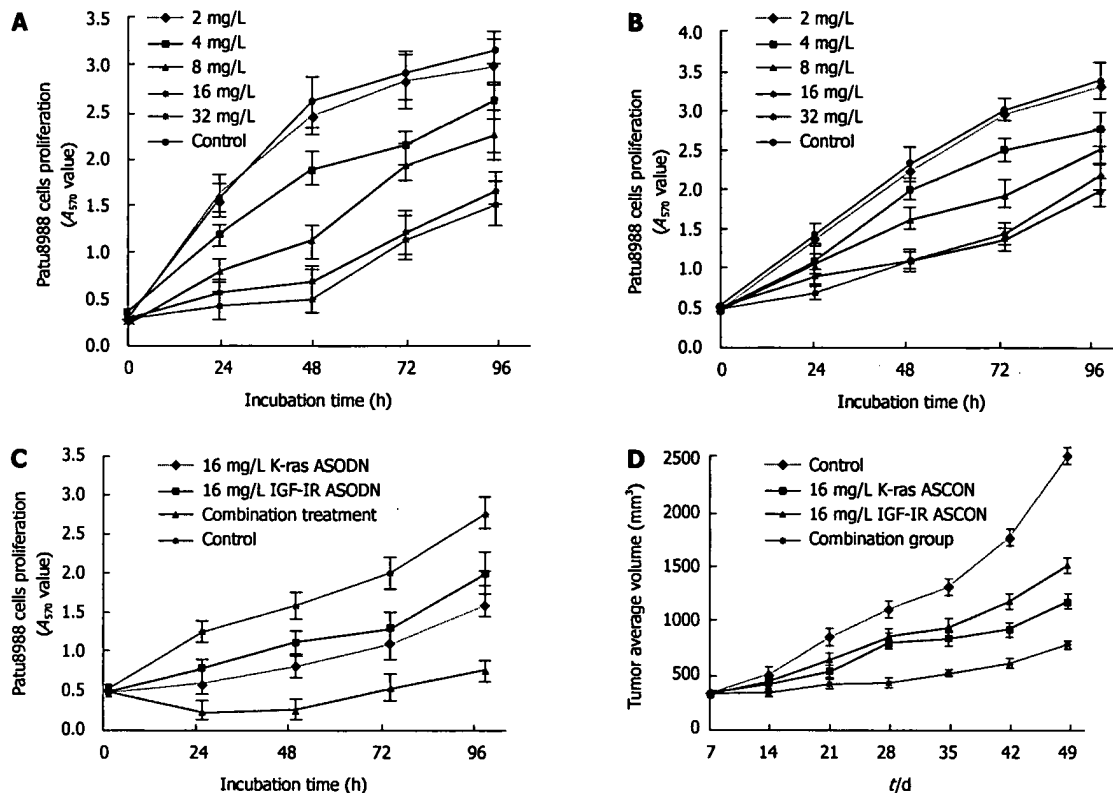 A
2 mg/L
4 mg/L
8 mg/L
16 mg/L
32 mg/L
Control
Patu8988 cells proliferation
(A570 value)
3.5
3.0
2.5
2.0
1.5
1.0
0.5
0.0
0 24 48 72 96
Incubation time (h)
B
2 mg/L
4 mg/L
8 mg/L
16 mg/L
32 mg/L
Control
Patu8988 cells proliferation
(A570 value)
4.0
3.5
3.0
2.5
2.0
1.5
1.0
0.5
0.0
0 24 48 72 96
Incubation time (h)
C
16 mg/L K-ras ASODN
16 mg/L IGF-IR ASODN
Combination treatment
Control
Patu8988 cells proliferation
(A570 value)
3.5
3.0
2.5
2.0
1.5
1.0
0.5
0.0
0 24 48 72 96
Incubation time (h)
D
Control
16 mg/L K-ras ASCON
16 mg/L IGF-IR ASCON
Combination group
Tumor average volume (mm³)
2500
2000
1500
1000
500
0
7 14 21 28 35 42 49
t/d